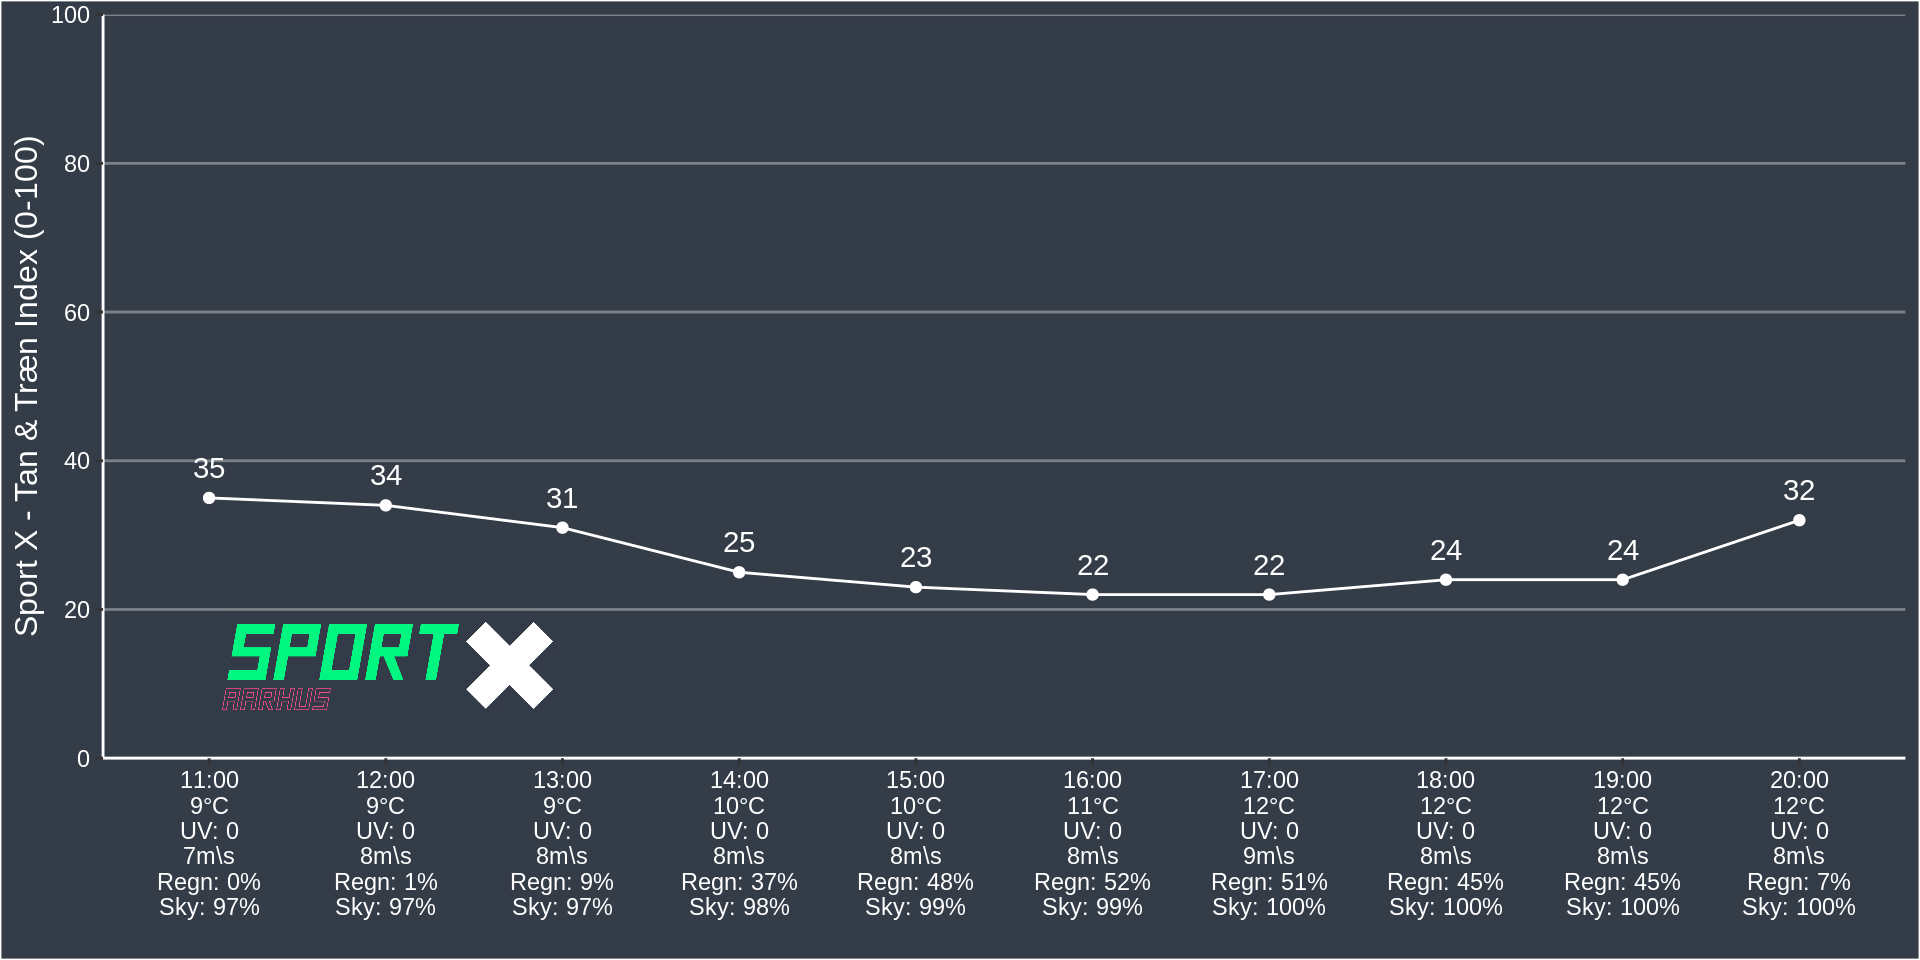 Sport X - Tan & Træn Index (0-100)
100
80
60
40
20
0
35
34
31
25
23
22
22
24
24
32
SPORT X
AARHUS
11:00 12:00 13:00 14:00 15:00 16:00 17:00 18:00 19:00 20:00
9°C 9°C 9°C 10°C 10°C 11°C 12°C 12°C 12°C 12°C
UV: 0 UV: 0 UV: 0 UV: 0 UV: 0 UV: 0 UV: 0 UV: 0 UV: 0 UV: 0
7m\s 8m\s 8m\s 8m\s 8m\s 8m\s 9m\s 8m\s 8m\s 8m\s
Regn: 0% Regn: 1% Regn: 9% Regn: 37% Regn: 48% Regn: 52% Regn: 51% Regn: 45% Regn: 45% Regn: 7%
Sky: 97% Sky: 97% Sky: 97% Sky: 98% Sky: 99% Sky: 99% Sky: 100% Sky: 100% Sky: 100% Sky: 100%